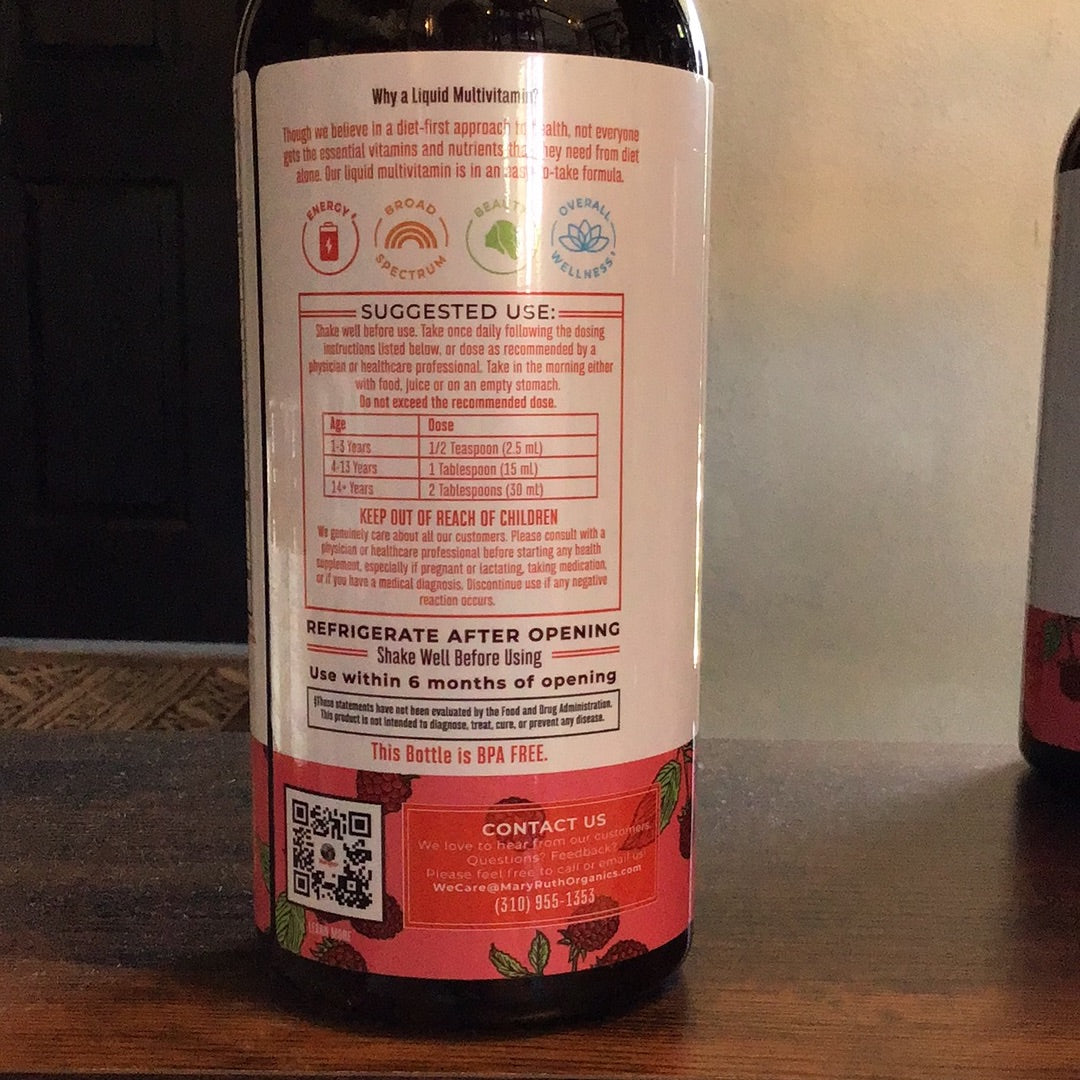 Why a Liquid Multivitamin?
Though we believe in a diet-first approach to health, not everyone
gets the essential vitamins and nutrients that they need from diet
alone. Our liquid multivitamin is in an easy-to-take formula.
ENERGY
BROAD SPECTRUM
BEAUTY
OVERALL WELLNESS
SUGGESTED USE:
Shake well before use. Take once daily following the dosing
instructions listed below, or dose as recommended by a
physician or healthcare professional. Take in the morning either
with food, juice or on an empty stomach.
Do not exceed the recommended dose.
Age Dose
1-3 Years 1/2 Teaspoon (2.5 mL)
4-13 Years 1 Tablespoon (15 mL)
14+ Years 2 Tablespoons (30 mL)
KEEP OUT OF REACH OF CHILDREN
We genuinely care about all our customers. Please consult with a
physician or healthcare professional before starting any health
supplement, especially if pregnant or lactating, taking medication,
or if you have a medical diagnosis. Discontinue use if any negative
reaction occurs.
REFRIGERATE AFTER OPENING
Shake Well Before Using
Use within 6 months of opening
These statements have not been evaluated by the Food and Drug Administration.
This product is not intended to diagnose, treat, cure, or prevent any disease.
This Bottle is BPA FREE.
CONTACT US
We love to hear from our customers.
Questions? Feedback?
Please feel free to call or email us!
WeCare@MaryRuthOrganics.com
(310) 955-1353
LEARN MORE